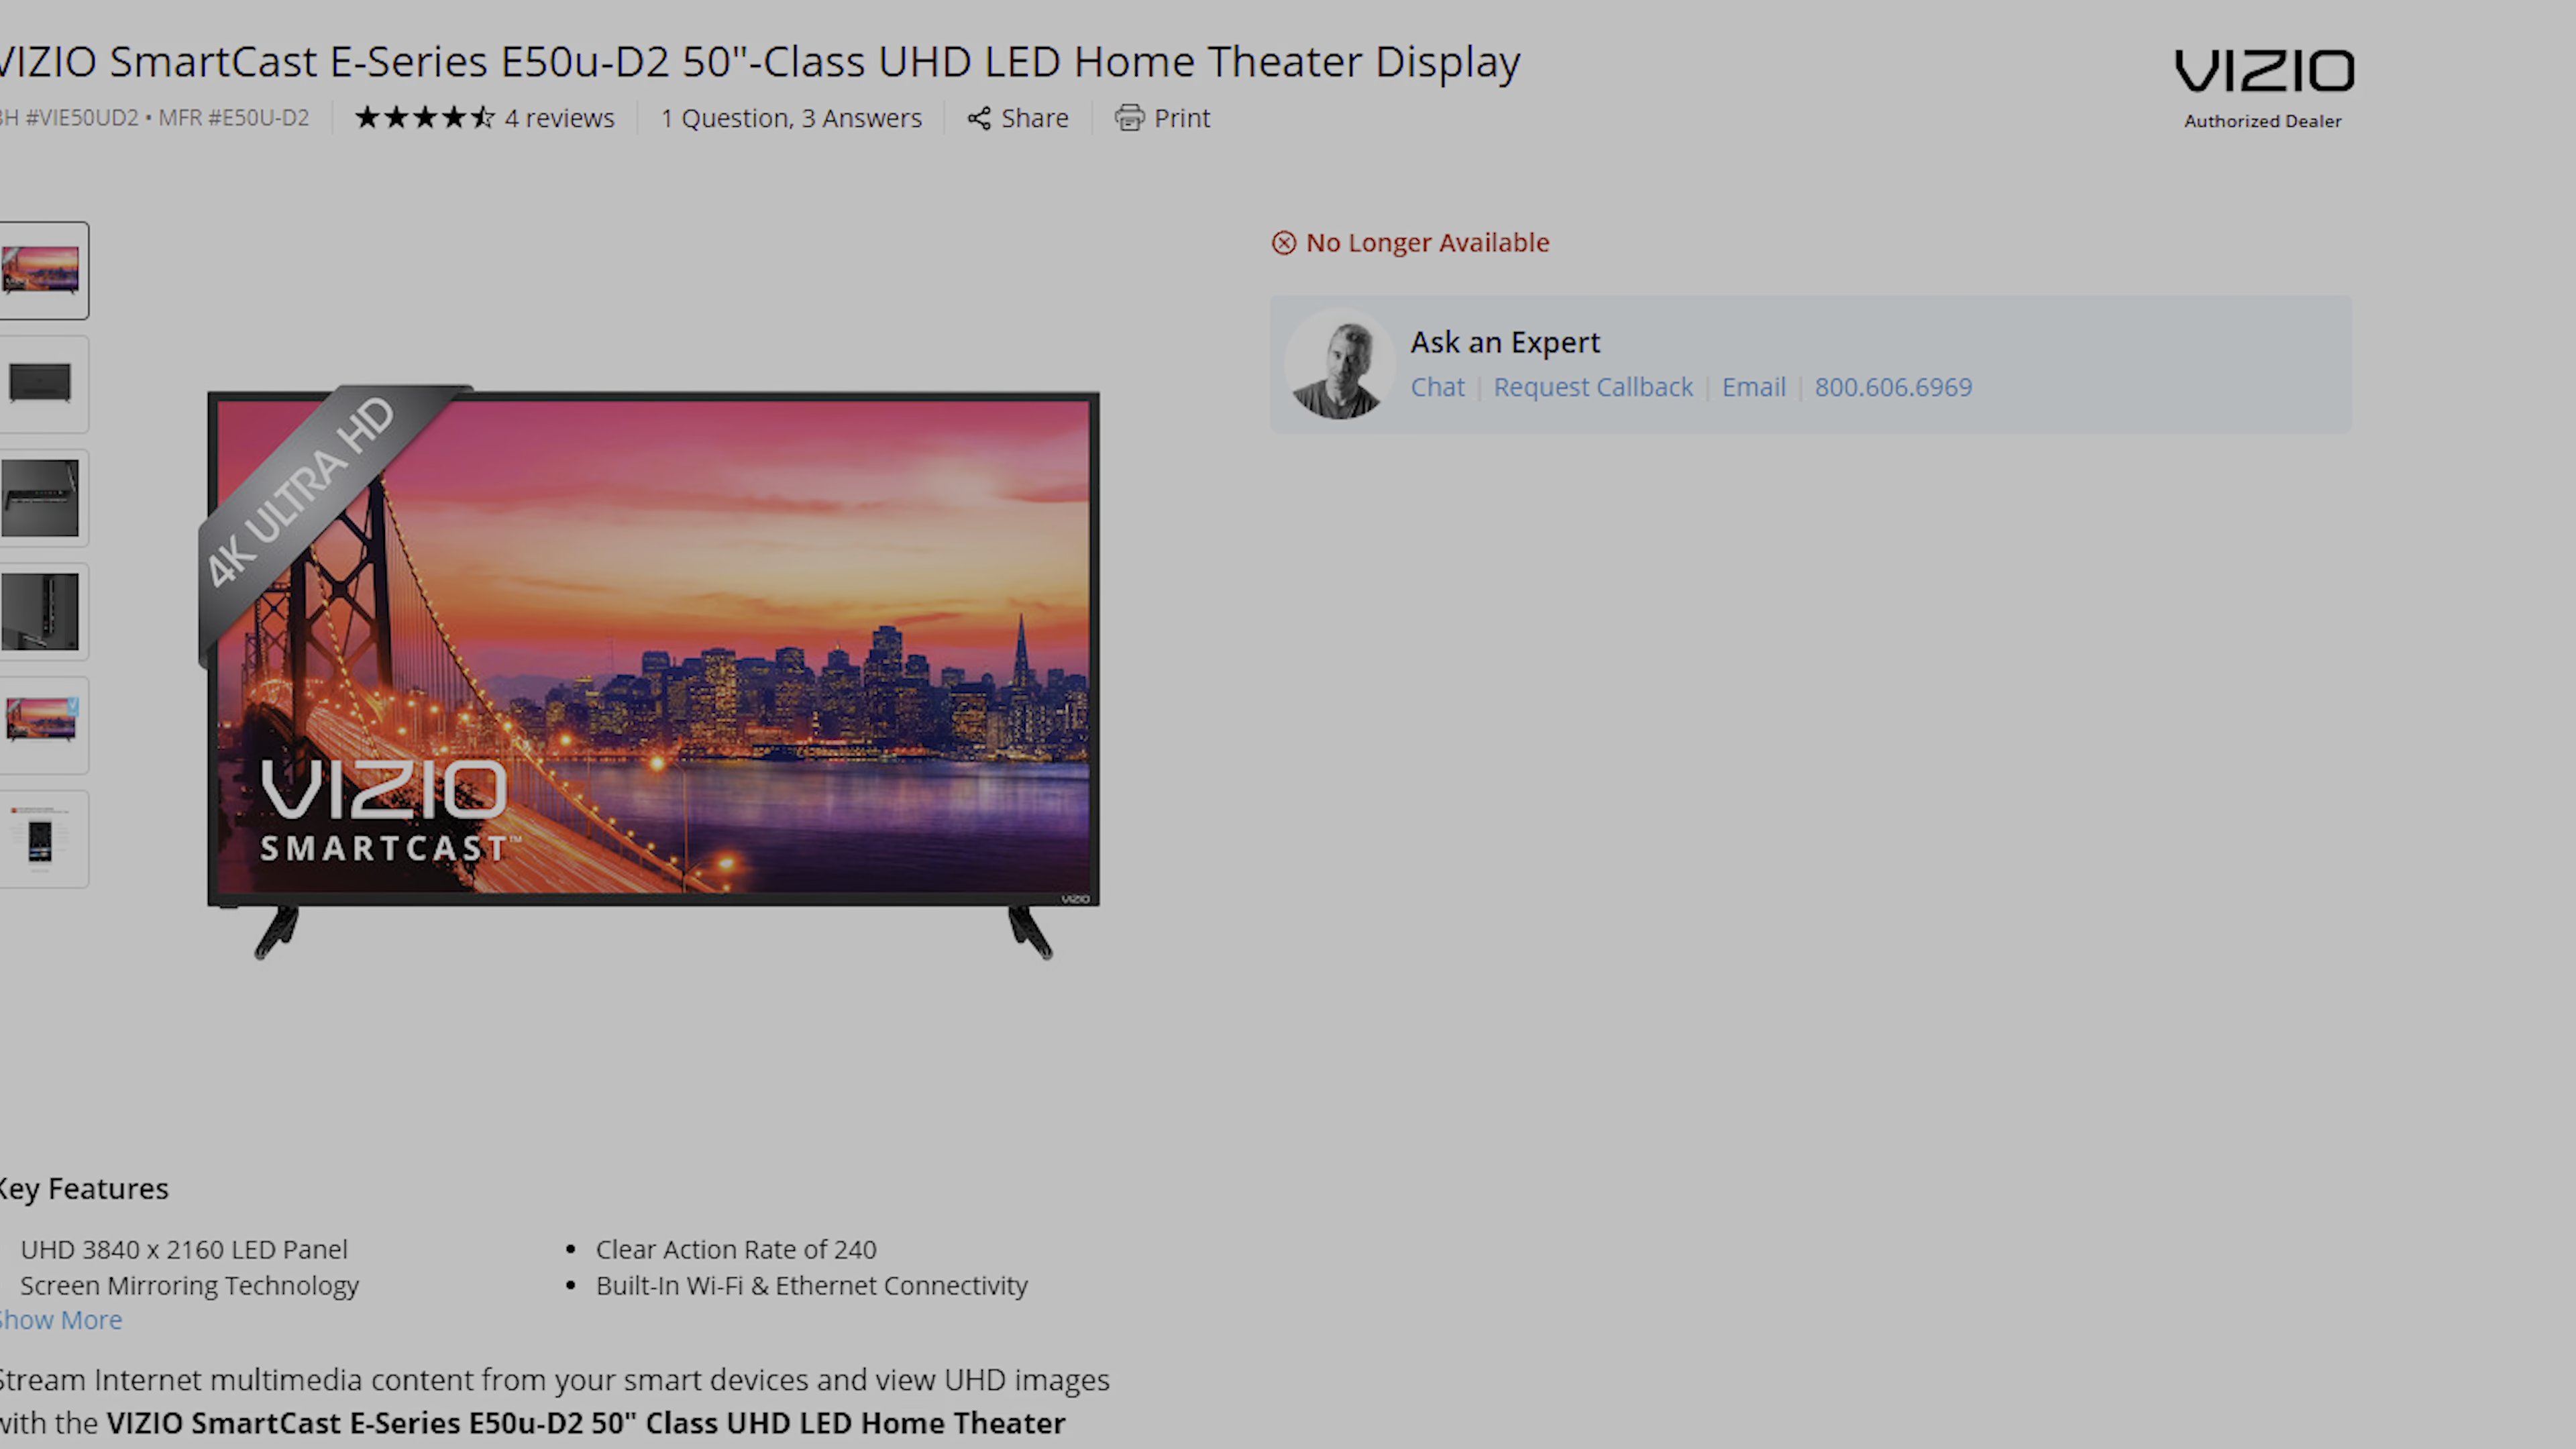 VIZIO SmartCast E-Series E50u-D2 50"-Class UHD LED Home Theater Display
VIZIO
Authorized Dealer
BH #VIE50UD2 • MFR #E50U-D2
4 reviews
1 Question, 3 Answers
Share
Print
No Longer Available
Ask an Expert
Chat | Request Callback | Email | 800.606.6969
4K ULTRA HD
VIZIO
SMARTCAST™
VIZIO
Key Features
UHD 3840 x 2160 LED Panel
Screen Mirroring Technology
• Clear Action Rate of 240
• Built-In Wi-Fi & Ethernet Connectivity
Show More
Stream Internet multimedia content from your smart devices and view UHD images
with the VIZIO SmartCast E-Series E50u-D2 50" Class UHD LED Home Theater